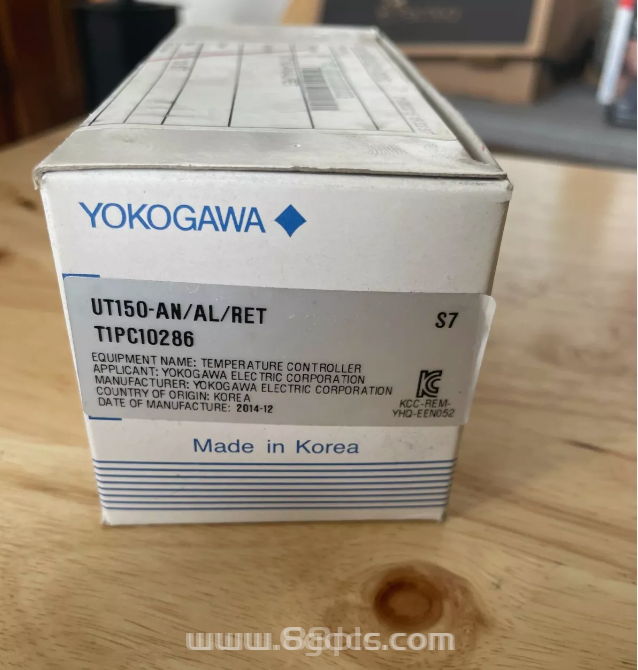 YOKOGAWA
UT150-AN/AL/RET
S7
T1PC10286
EQUIPMENT NAME: TEMPERATURE CONTROLLER
APPLICANT: YOKOGAWA ELECTRIC CORPORATION
MANUFACTURER: YOKOGAWA ELECTRIC CORPORATION
COUNTRY OF ORIGIN: KOREA
DATE OF MANUFACTURE: 2014-12
KCC-REM-
YHQ-EEN052
Made in Korea